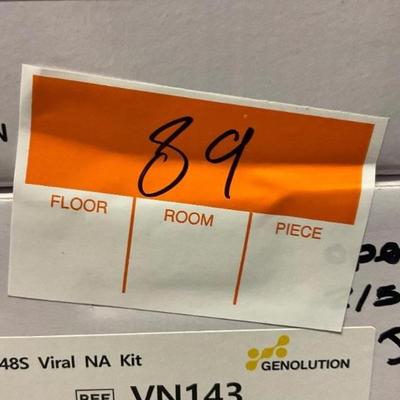 89
FLOOR ROOM PIECE
48S Viral NA Kit
GENOLUTION
REF VN143